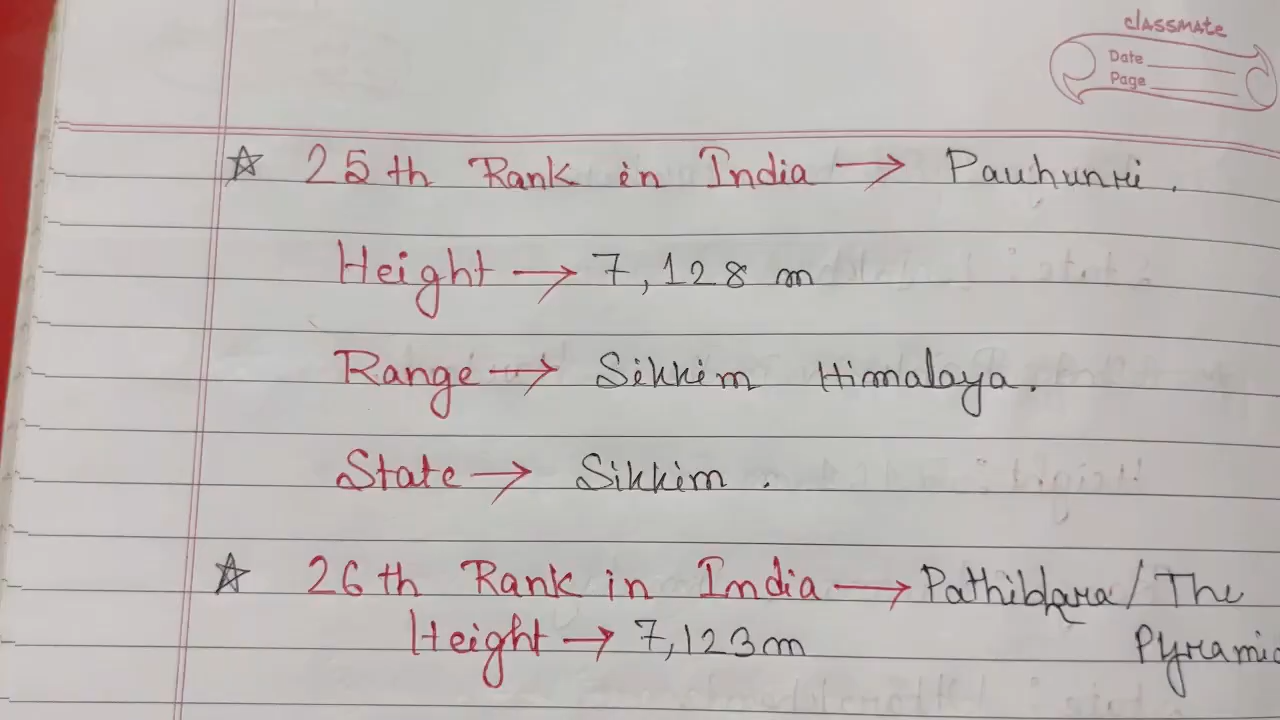 classmate
Date
Page
☆ 25th Rank in India → Pauhunri.
Height → 7,128 m
Range → Sikkim Himalaya.
State → Sikkim.
☆ 26th Rank in India → Pathibhara/The
Height → 7,123m Pyramid